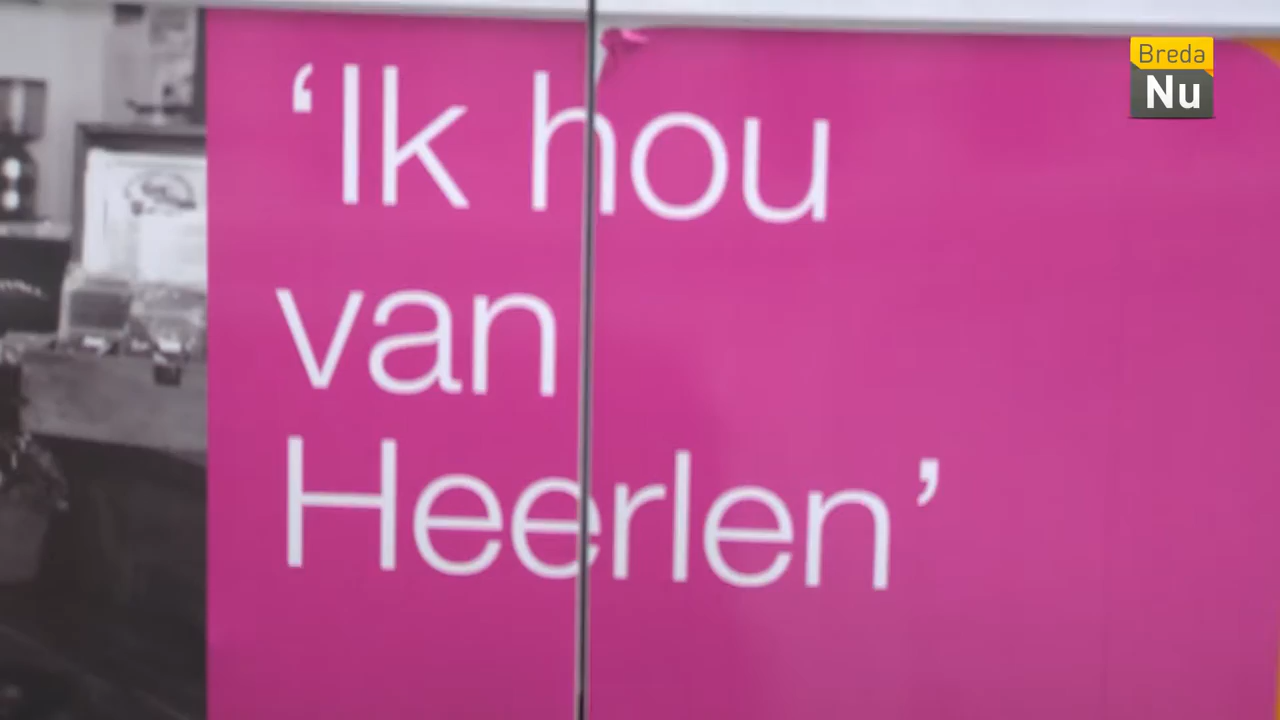 ‘Ik hou
van
Heerlen’
Breda
Nu